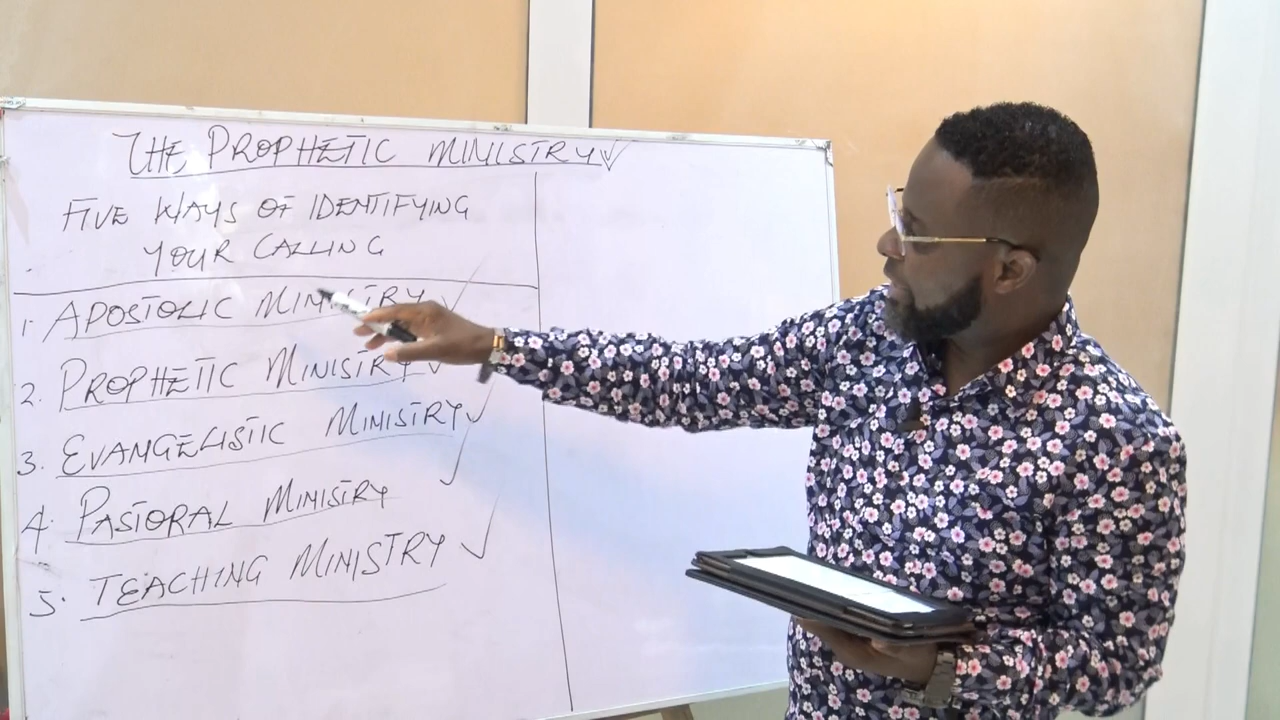 THE PROPHETIC MINISTRY
FIVE WAYS OF IDENTIFYING
YOUR CALLING
1. APOSTOLIC MINISTRY
2. PROPHETIC MINISTRY
3. EVANGELISTIC MINISTRY
4. PASTORAL MINISTRY
5. TEACHING MINISTRY